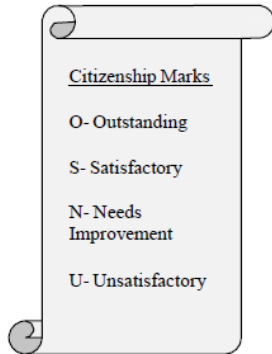 Citizenship Marks
O- Outstanding
S- Satisfactory
N- Needs
Improvement
U- Unsatisfactory